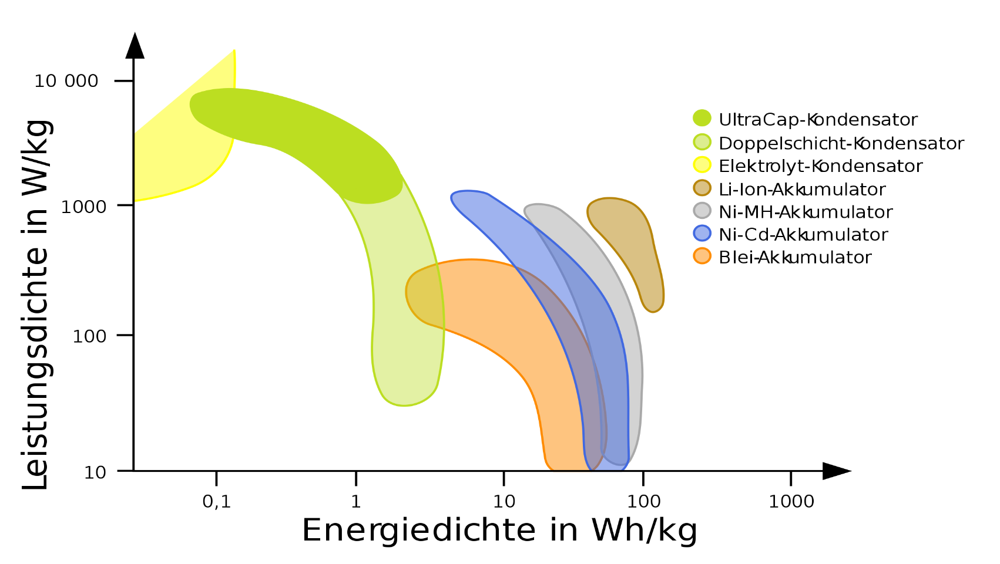 10 000
1000
100
10
Leistungsdichte in W/kg
UltraCap-Kondensator
Doppelschicht-Kondensator
Elektrolyt-Kondensator
Li-Ion-Akkumulator
Ni-MH-Akkumulator
Ni-Cd-Akkumulator
Blei-Akkumulator
0,1 1 10 100 1000
Energiedichte in Wh/kg